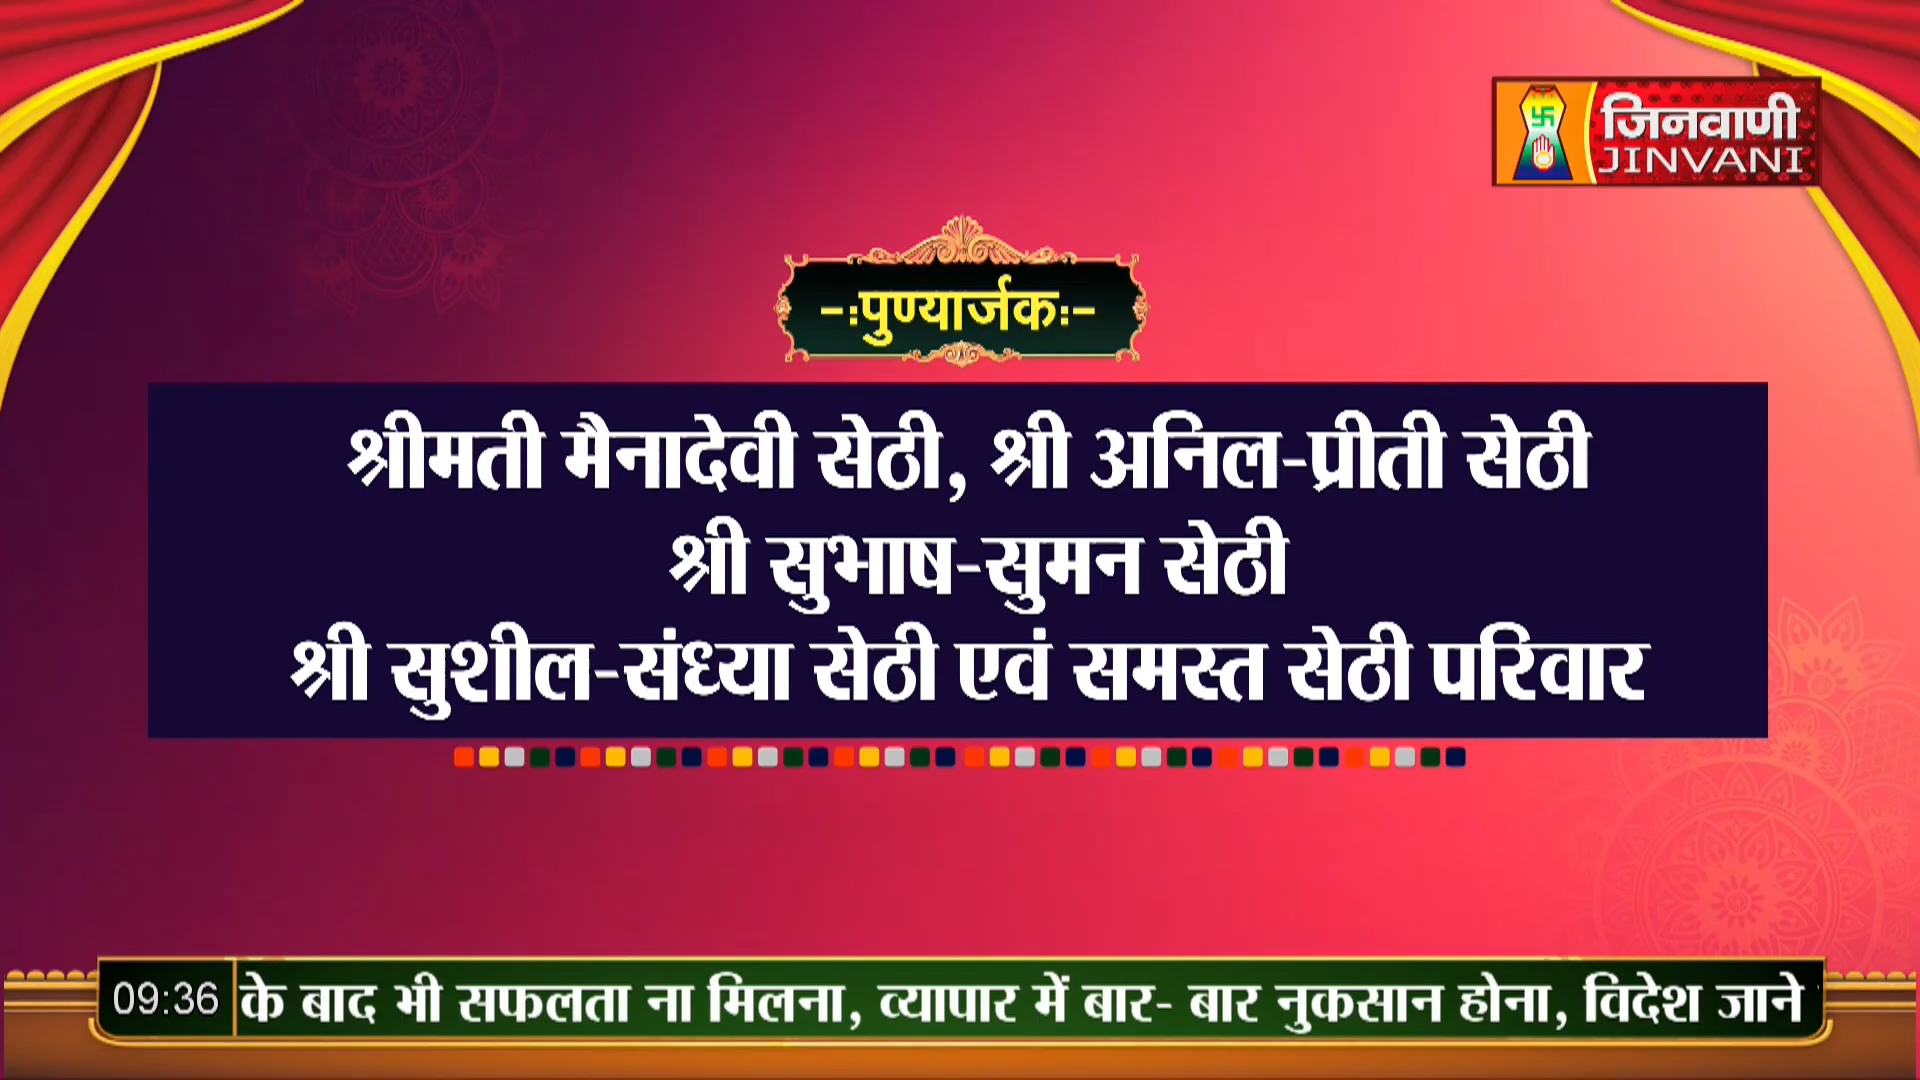 जिनवाणी
JINVANI
-:पुण्यार्जक:-
श्रीमती मैनादेवी सेठी, श्री अनिल-प्रीती सेठी
श्री सुभाष-सुमन सेठी
श्री सुशील-संध्या सेठी एवं समस्त सेठी परिवार
09:36 के बाद भी सफलता ना मिलना, व्यापार में बार- बार नुकसान होना, विदेश जाने